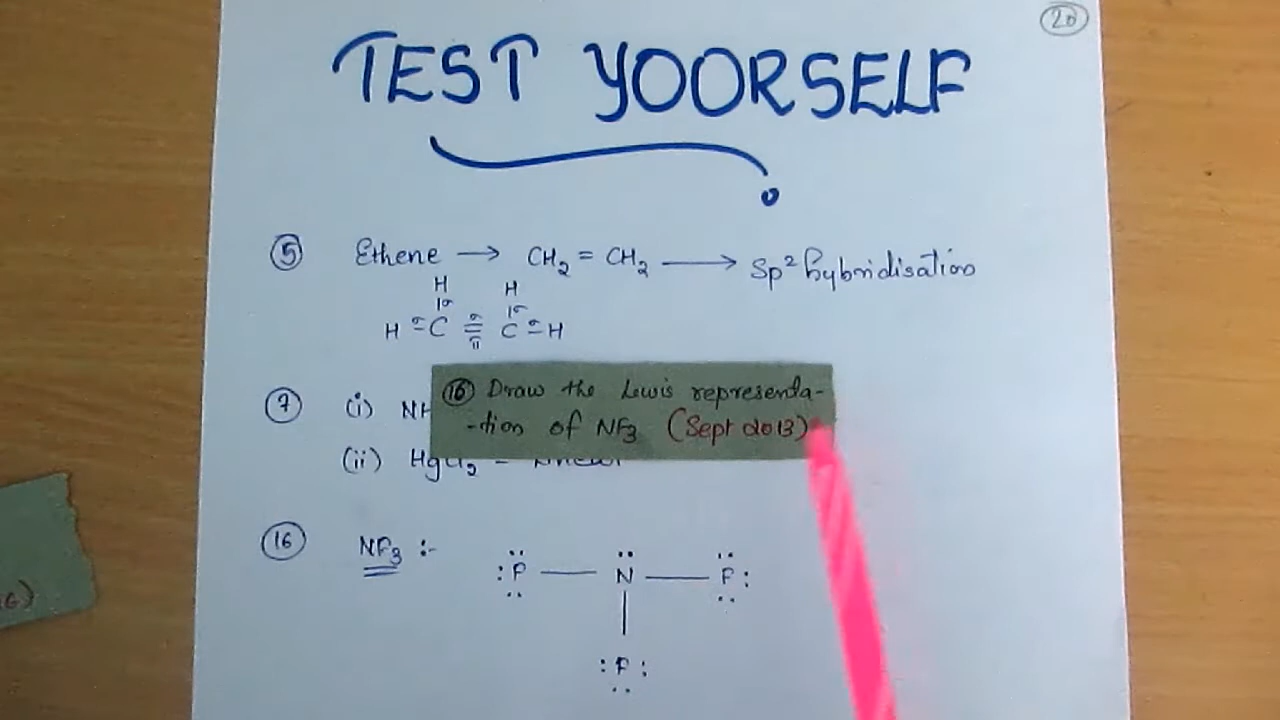 20
TEST YOORSELF
5 Ethene → CH2 = CH2 → Sp2 hybridisation
H H
H C C H
7 (i) NH
16 Draw the Lewis representa-
-tion of NF3 (Sept 2013)
(ii)
16 NF3 :-
:F — N — F:
:F: